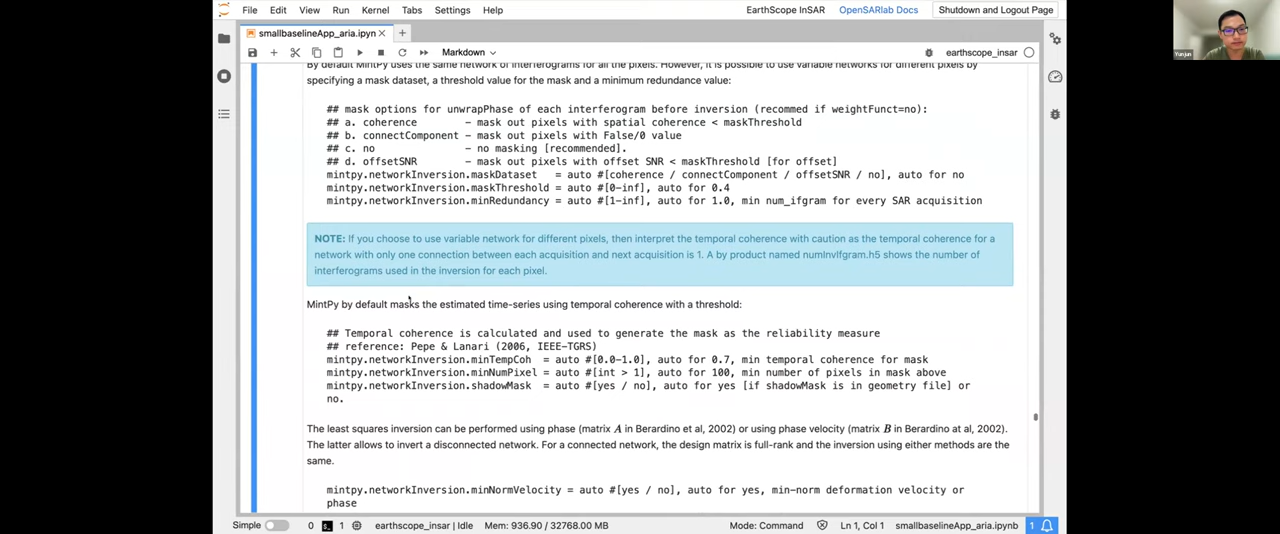 File Edit View Run Kernel Tabs Settings Help EarthScope InSAR OpenSARlab Docs Shutdown and Logout Page
smallbaselineApp_aria.ipyn
Markdown earthscope_insar
By default MintPy uses the same network of interferograms for all the pixels. However, it is possible to use variable networks for different pixels by
specifying a mask dataset, a threshold value for the mask and a minimum redundance value:
## mask options for unwrapPhase of each interferogram before inversion (recommed if weightFunct=no):
## a. coherence - mask out pixels with spatial coherence < maskThreshold
## b. connectComponent - mask out pixels with False/0 value
## c. no - no masking [recommended].
## d. offsetSNR - mask out pixels with offset SNR < maskThreshold [for offset]
mintpy.networkInversion.maskDataset = auto #[coherence / connectComponent / offsetSNR / no], auto for no
mintpy.networkInversion.maskThreshold = auto #[0-inf], auto for 0.4
mintpy.networkInversion.minRedundancy = auto #[1-inf], auto for 1.0, min num_ifgram for every SAR acquisition
NOTE: If you choose to use variable network for different pixels, then interpret the temporal coherence with caution as the temporal coherence for a
network with only one connection between each acquisition and next acquisition is 1. A by product named numInvIfgram.h5 shows the number of
interferograms used in the inversion for each pixel.
MintPy by default masks the estimated time-series using temporal coherence with a threshold:
## Temporal coherence is calculated and used to generate the mask as the reliability measure
## reference: Pepe & Lanari (2006, IEEE-TGRS)
mintpy.networkInversion.minTempCoh = auto #[0.0-1.0], auto for 0.7, min temporal coherence for mask
mintpy.networkInversion.minNumPixel = auto #[int > 1], auto for 100, min number of pixels in mask above
mintpy.networkInversion.shadowMask = auto #[yes / no], auto for yes [if shadowMask is in geometry file] or
no.
The least squares inversion can be performed using phase (matrix A in Berardino et al, 2002) or using phase velocity (matrix B in Berardino at al, 2002).
The latter allows to invert a disconnected network. For a connected network, the design matrix is full-rank and the inversion using either methods are the
same.
mintpy.networkInversion.minNormVelocity = auto #[yes / no], auto for yes, min-norm deformation velocity or
phase
Simple 0 1 earthscope_insar | Idle Mem: 936.90 / 32768.00 MB Mode: Command Ln 1, Col 1 smallbaselineApp_aria.ipynb 1
Yunjun